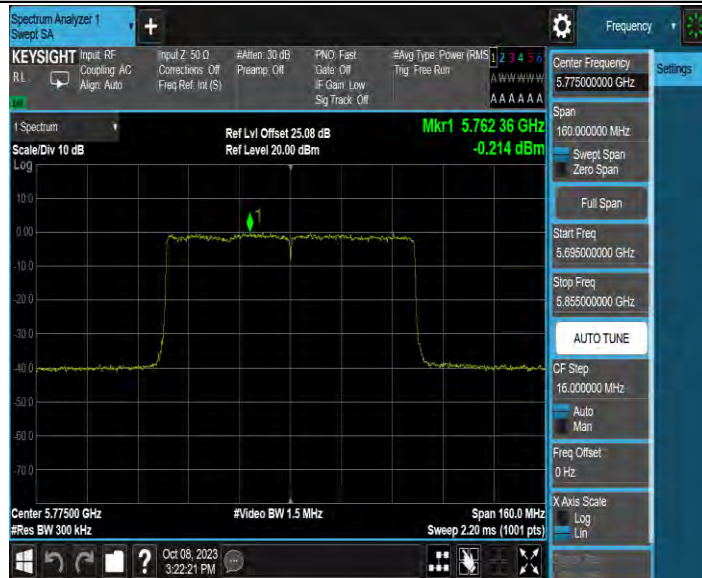 Spectrum Analyzer 1
Swept SA
+
Frequency
KEYSIGHT
RL
Input: RF
Coupling: AC
Align: Auto
Input Z: 50 Ω
Corrections: Off
Freq Ref: Int (S)
#Atten: 30 dB
Preamp: Off
PNO: Fast
Gate: Off
IF Gain: Low
Sig Track: Off
#Avg Type: Power (RMS
Trig: Free Run
1 2 3 4 5 6
A W W W W W
A A A A A A
1 Spectrum
Scale/Div 10 dB
Log
Ref Lvl Offset 25.08 dB
Ref Level 20.00 dBm
Mkr1 5.762 36 GHz
-0.214 dBm
1
10.0
0.00
-10.0
-20.0
-30.0
-40.0
-50.0
-60.0
-70.0
Center 5.77500 GHz
#Res BW 300 kHz
#Video BW 1.5 MHz
Span 160.0 MHz
Sweep 2.20 ms (1001 pts)
?
Oct 08, 2023
3:22:21 PM
Center Frequency
5.775000000 GHz
Settings
Span
160.000000 MHz
Swept Span
Zero Span
Full Span
Start Freq
5.695000000 GHz
Stop Freq
5.855000000 GHz
AUTO TUNE
CF Step
16.000000 MHz
Auto
Man
Freq Offset
0 Hz
X Axis Scale
Log
Lin